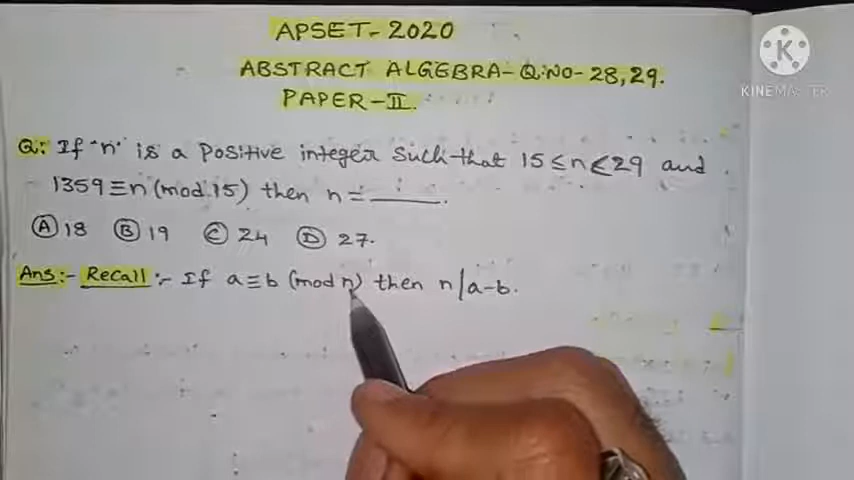 APSET-2020
ABSTRACT ALGEBRA-Q.NO-28,29.
PAPER-II.
K
KINEMASTER
Q: If "n" is a positive integer such that 15≤n<29 and
1359≡n(mod 15) then n=______.
Ⓐ 18 Ⓑ 19 Ⓒ 24 Ⓓ 27.
Ans:- Recall:- If a≡b (mod n) then n/a-b.